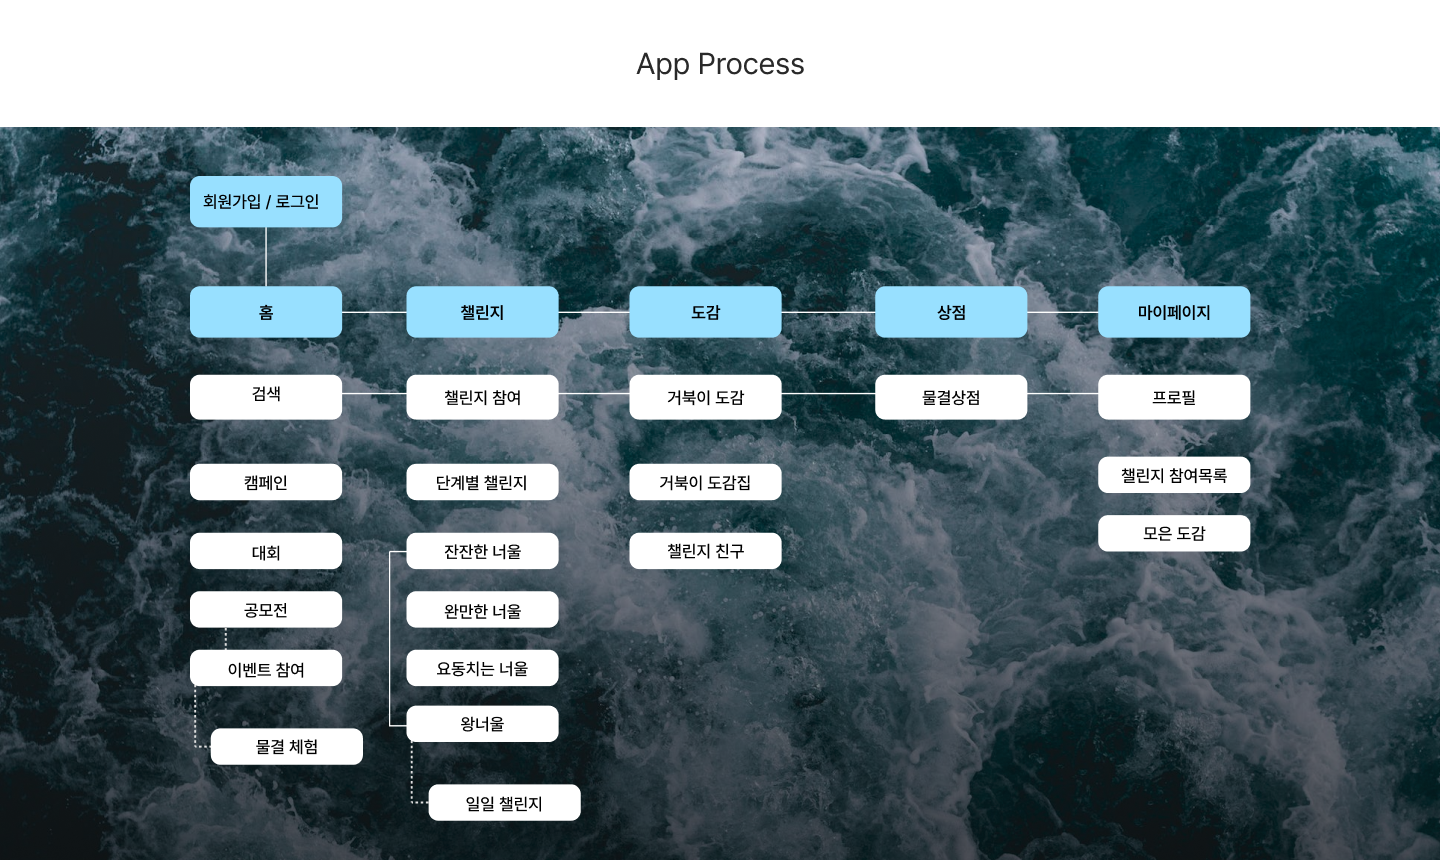 App Process
회원가입 / 로그인
홈
챌린지
도감
상점
마이페이지
검색
챌린지 참여
거북이 도감
물결상점
프로필
캠페인
단계별 챌린지
거북이 도감집
챌린지 참여목록
대회
잔잔한 너울
챌린지 친구
모은 도감
공모전
완만한 너울
이벤트 참여
요동치는 너울
물결 체험
왕너울
일일 챌린지